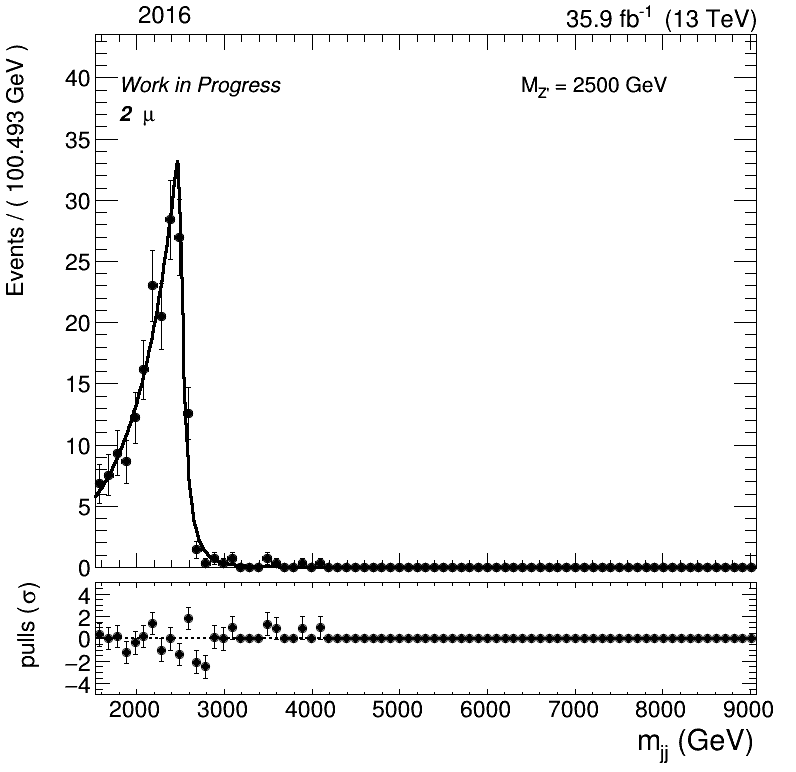 2016 35.9 fb⁻¹ (13 TeV)
Events / ( 100.493 GeV )
40
Work in Progress
M_Z' = 2500 GeV
2 μ
35
30
25
20
15
10
5
0
pulls (σ)
4
2
0
−2
−4
2000 3000 4000 5000 6000 7000 8000 9000
m_jj (GeV)